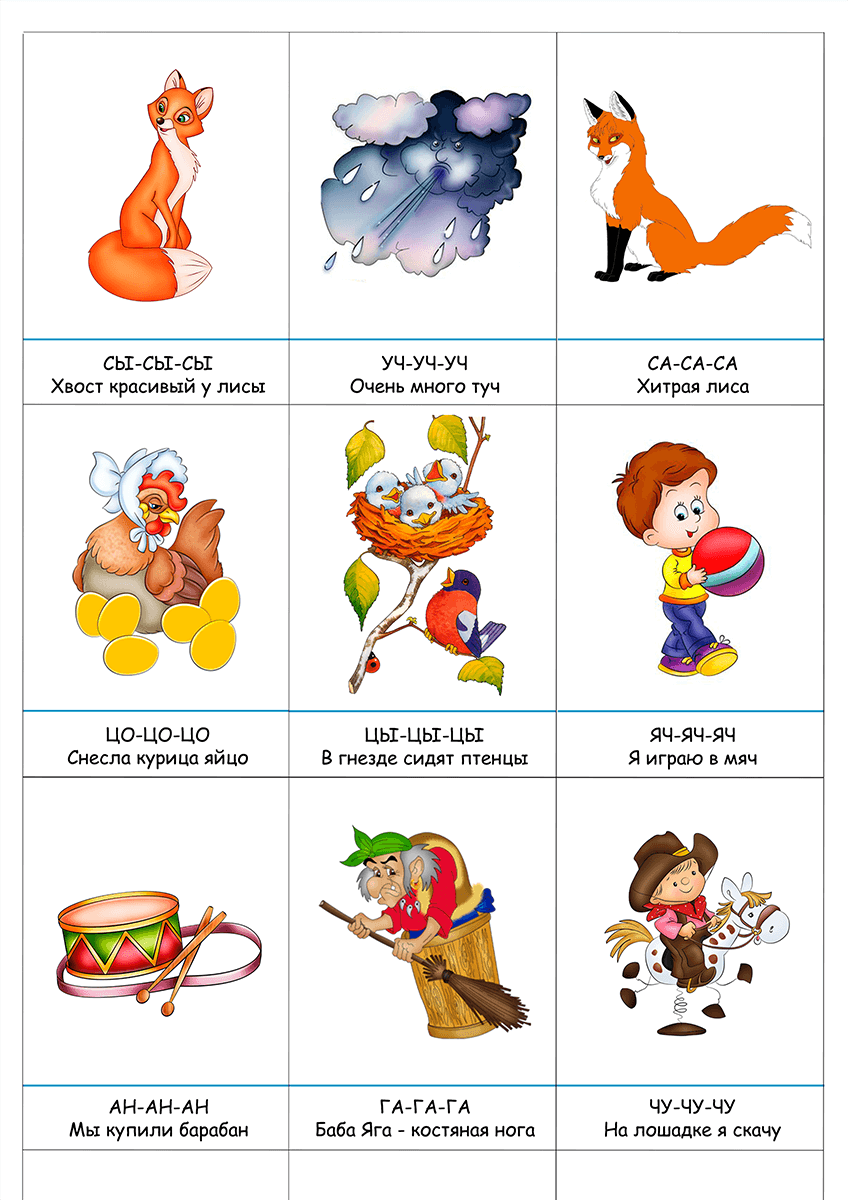 СЫ-СЫ-СЫ
Хвост красивый у лисы
УЧ-УЧ-УЧ
Очень много туч
СА-СА-СА
Хитрая лиса
ЦО-ЦО-ЦО
Снесла курица яйцо
ЦЫ-ЦЫ-ЦЫ
В гнезде сидят птенцы
ЯЧ-ЯЧ-ЯЧ
Я играю в мяч
АН-АН-АН
Мы купили барабан
ГА-ГА-ГА
Баба Яга - костяная нога
ЧУ-ЧУ-ЧУ
На лошадке я скачу